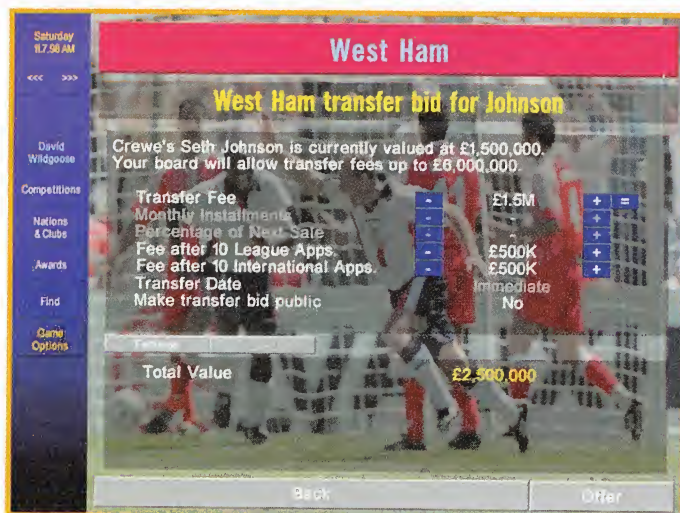 Saturday
11.7.98 AM
<<< >>>
David
Wildgoose
Competitions
Nations
& Clubs
Awards
Find
Game
Options
West Ham
West Ham transfer bid for Johnson
Crewe's Seth Johnson is currently valued at £1,500,000.
Your board will allow transfer fees up to £6,000,000.
Transfer Fee - £1.5M + =
Monthly Installments - - +
Percentage of Next Sale - - +
Fee after 10 League Apps. - £500K +
Fee after 10 International Apps. - £500K +
Transfer Date Immediate
Make transfer bid public No
Total Value £2,500,000
Back Offer